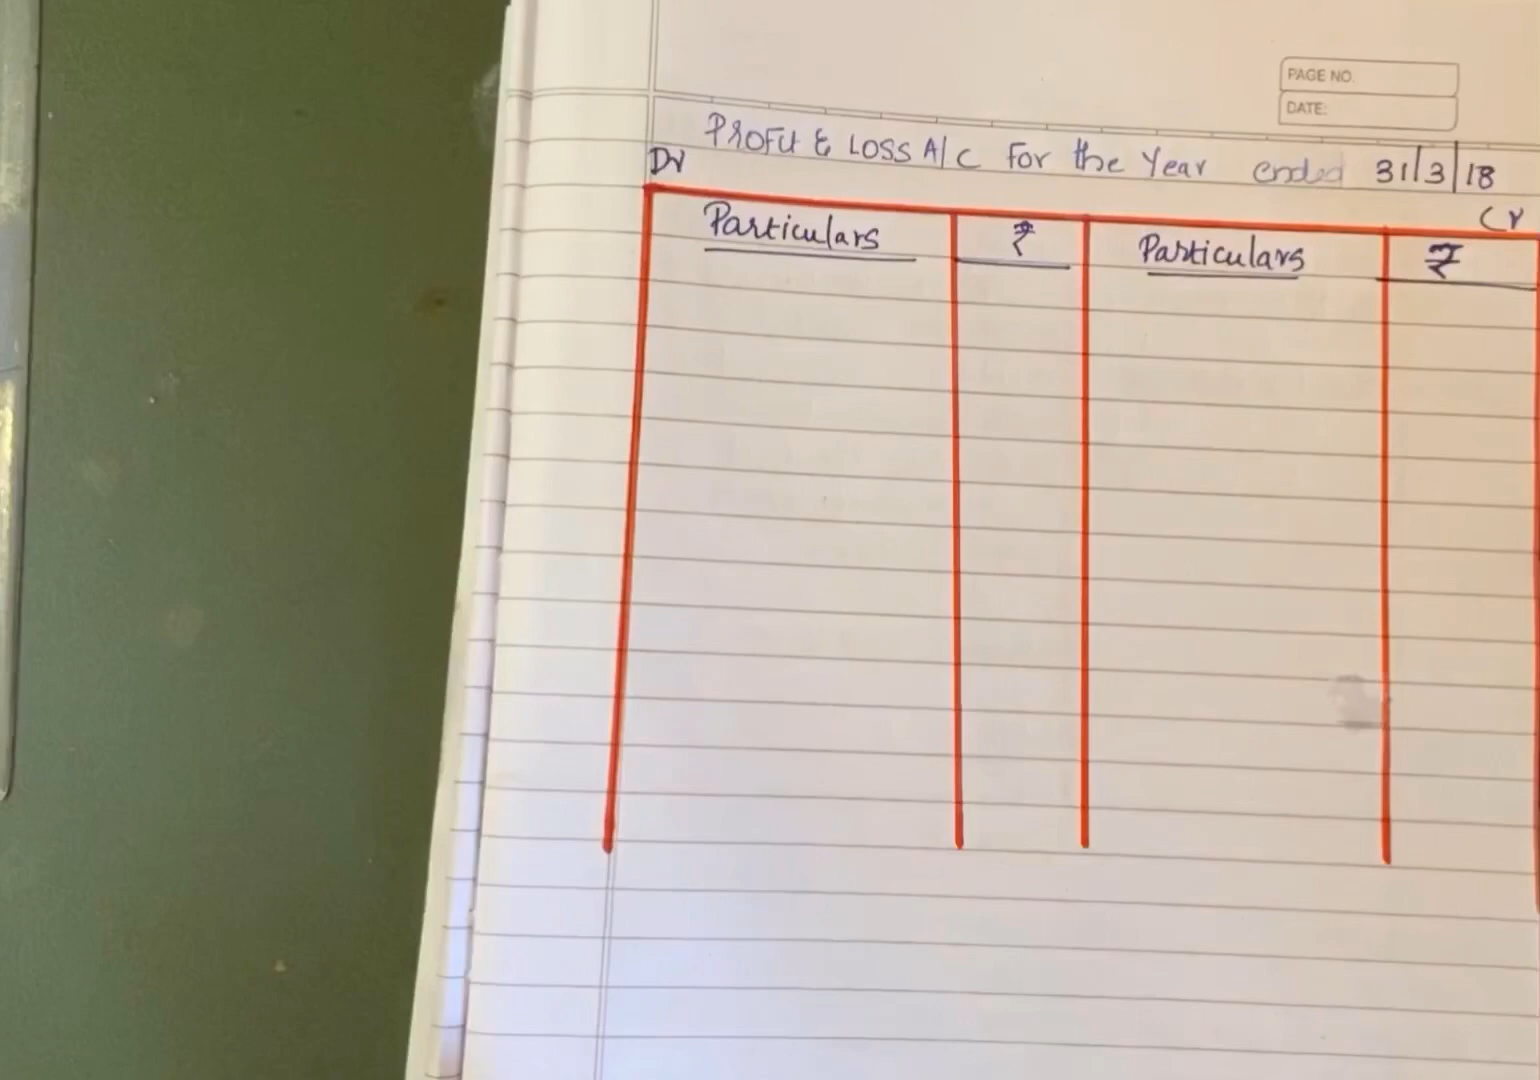 PAGE NO.
DATE:
Profit & Loss A/C For the Year ended 31/3/18
Dr
Cr
Particulars ₹ Particulars ₹